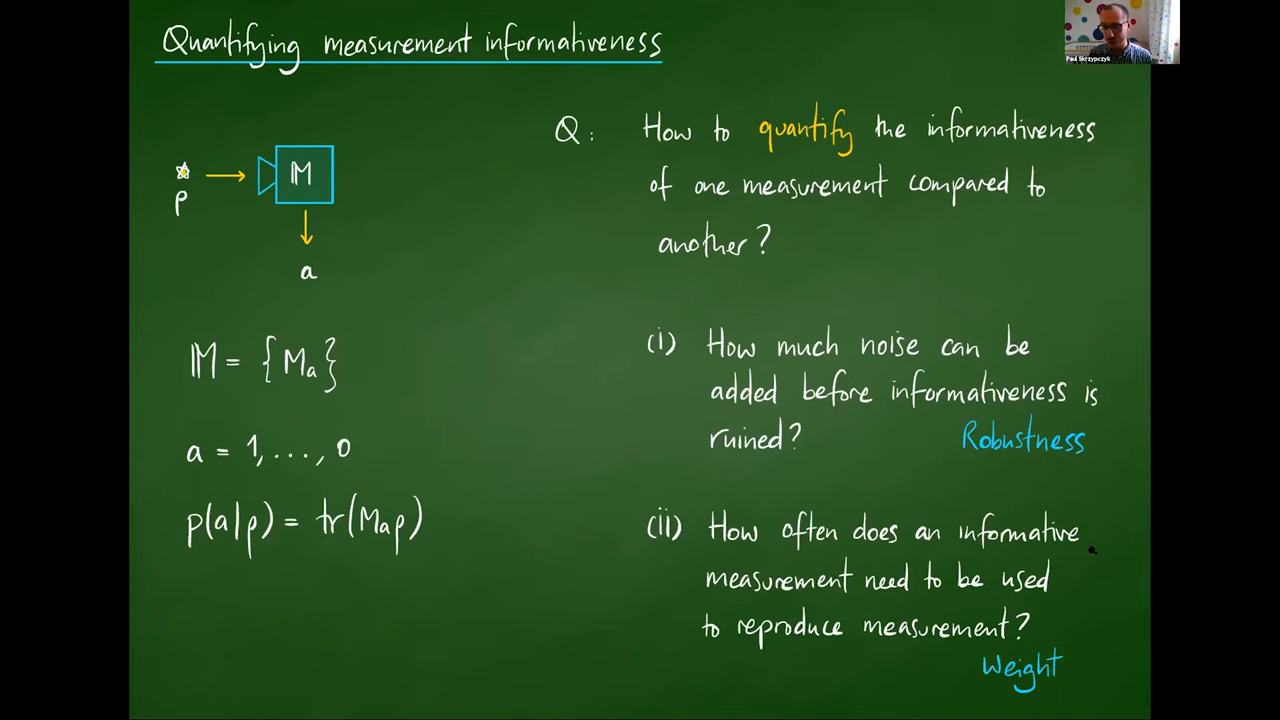 Quantifying measurement informativeness
Paul Skrzypczyk
Q: How to quantify the informativeness
of one measurement compared to
another?
ρ
M
a
M = {Ma}
a = 1, ..., o
p(a|ρ) = tr(Maρ)
(i) How much noise can be
added before informativeness is
ruined? Robustness
(ii) How often does an informative
measurement need to be used
to reproduce measurement?
Weight